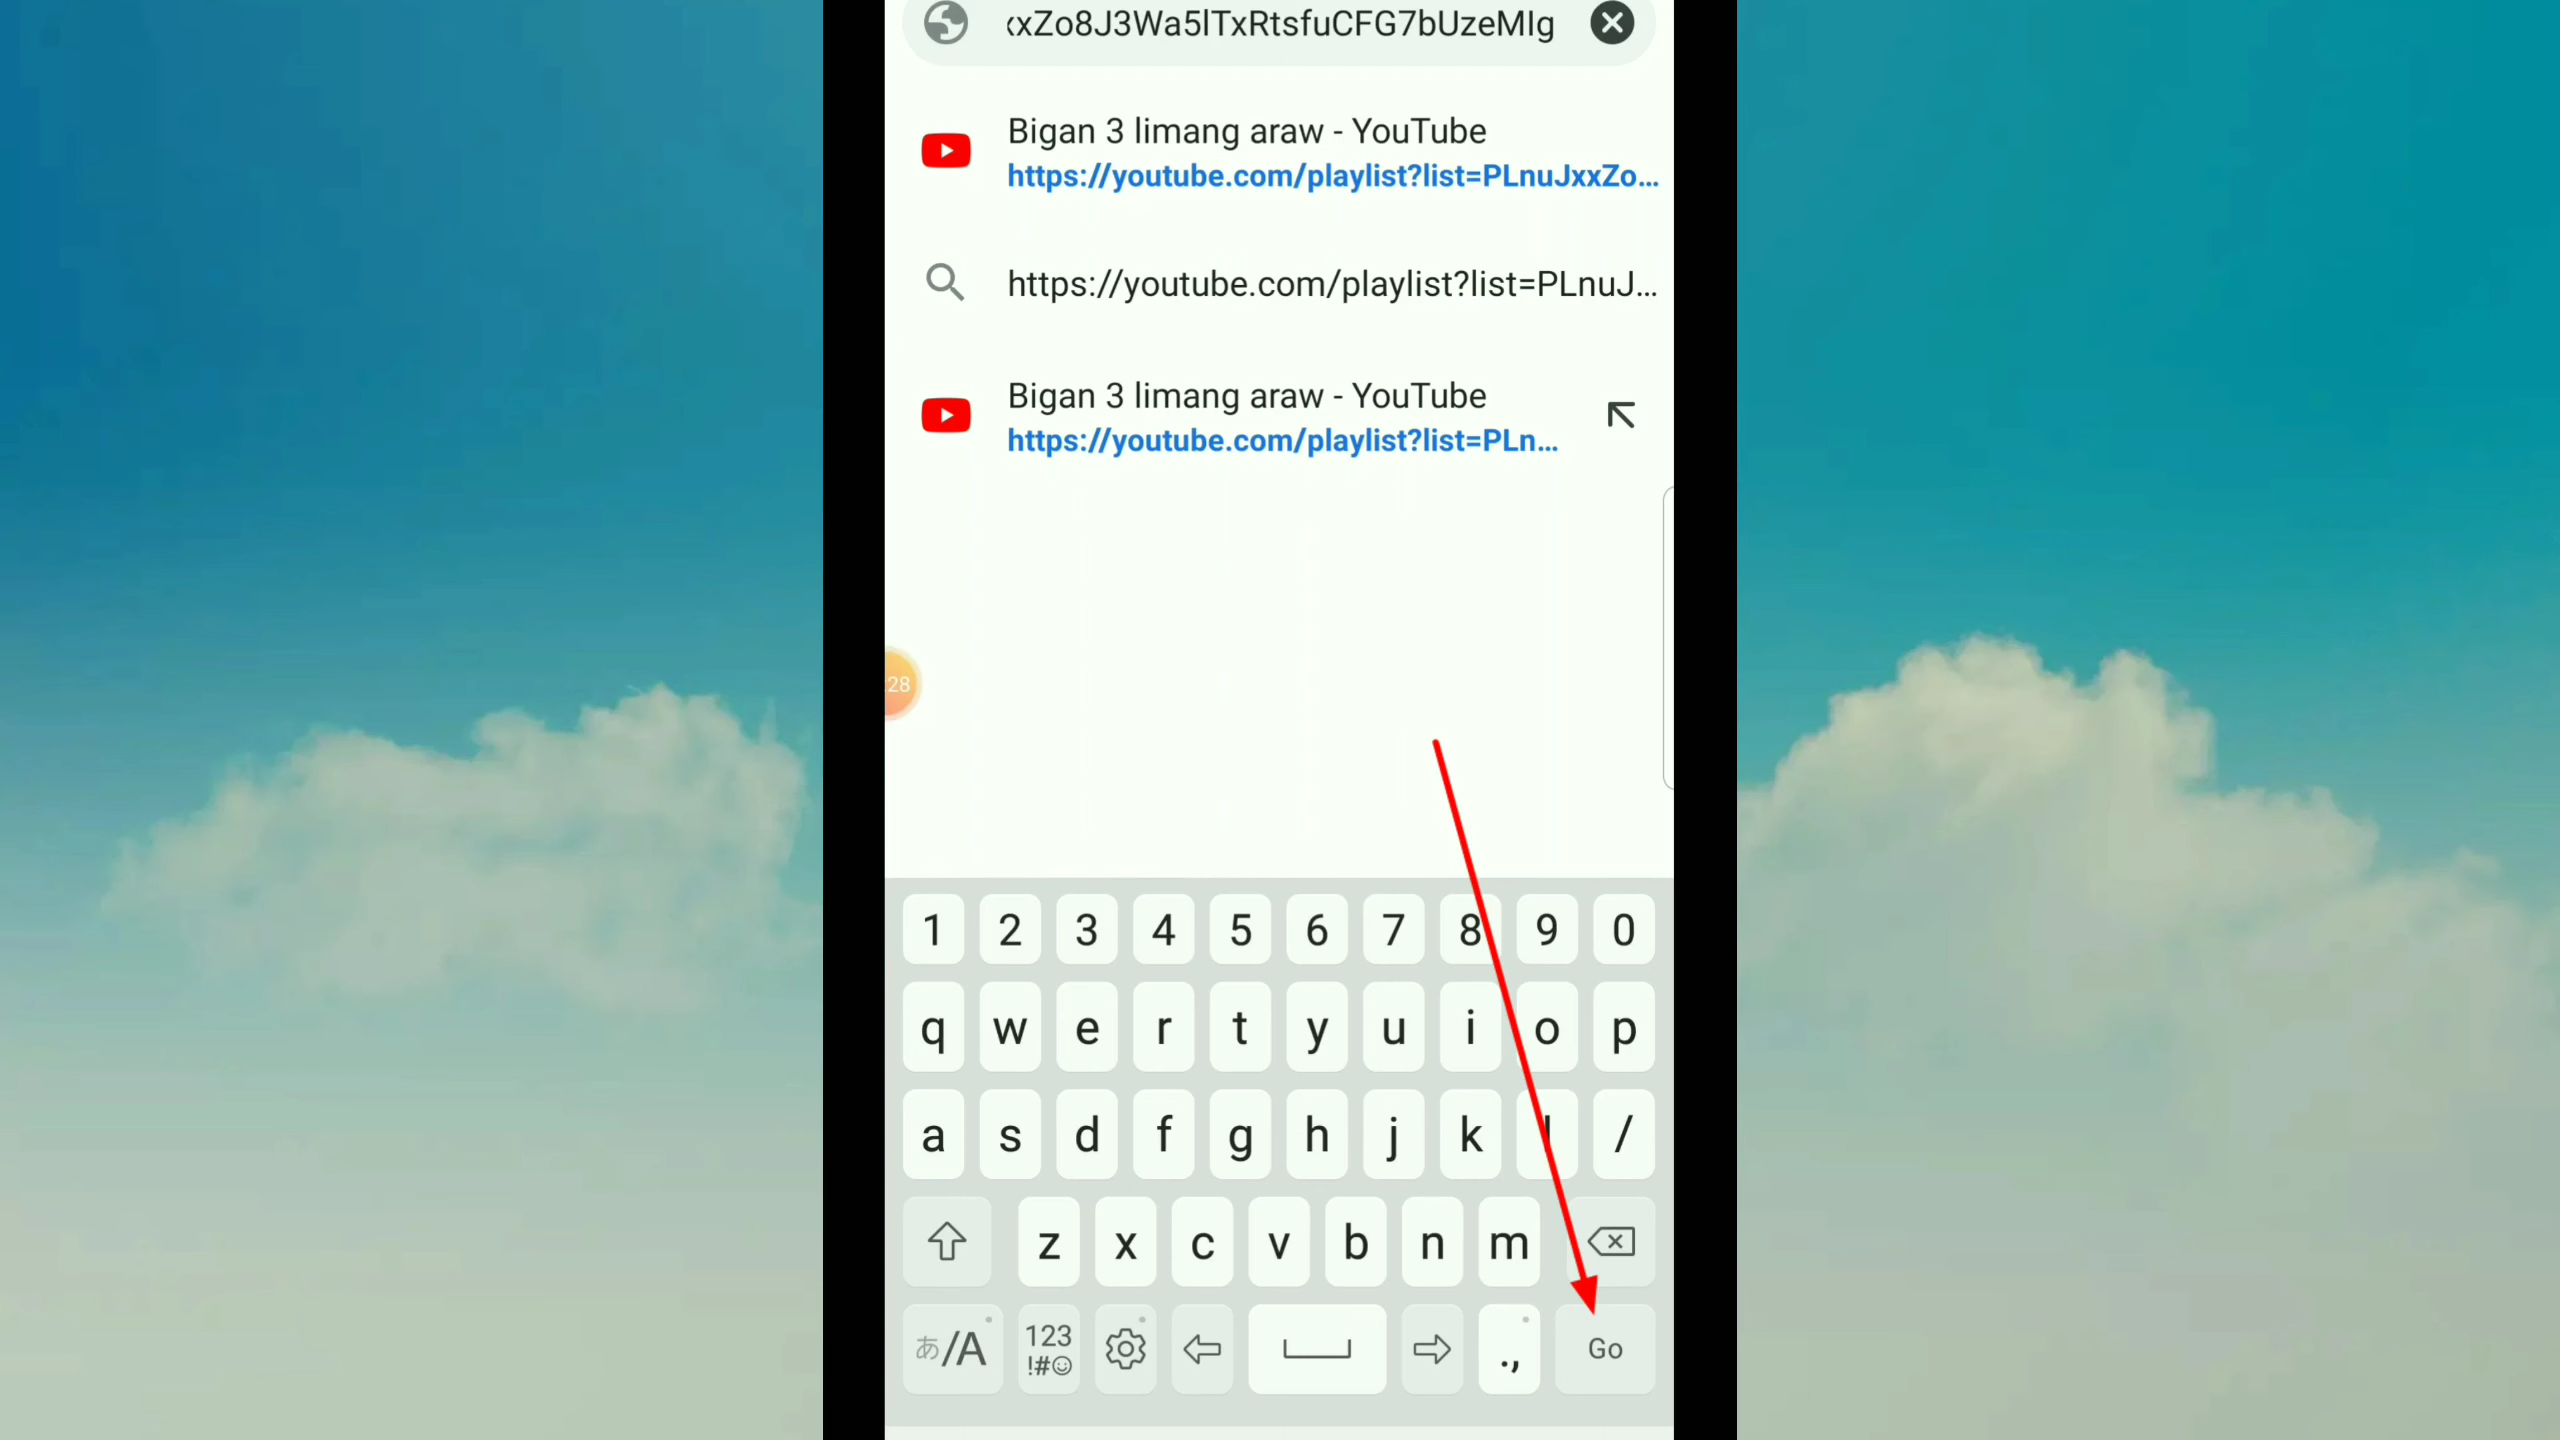 xZo8J3Wa5lTxRtsfuCFG7bUzeMIg
Bigan 3 limang araw - YouTube
https://youtube.com/playlist?list=PLnuJxxZo...
https://youtube.com/playlist?list=PLnuJ...
Bigan 3 limang araw - YouTube
https://youtube.com/playlist?list=PLn...
:28
1 2 3 4 5 6 7 8 9 0
q w e r t y u i o p
a s d f g h j k l /
z x c v b n m
あ/A 123 ., Go
!#☺